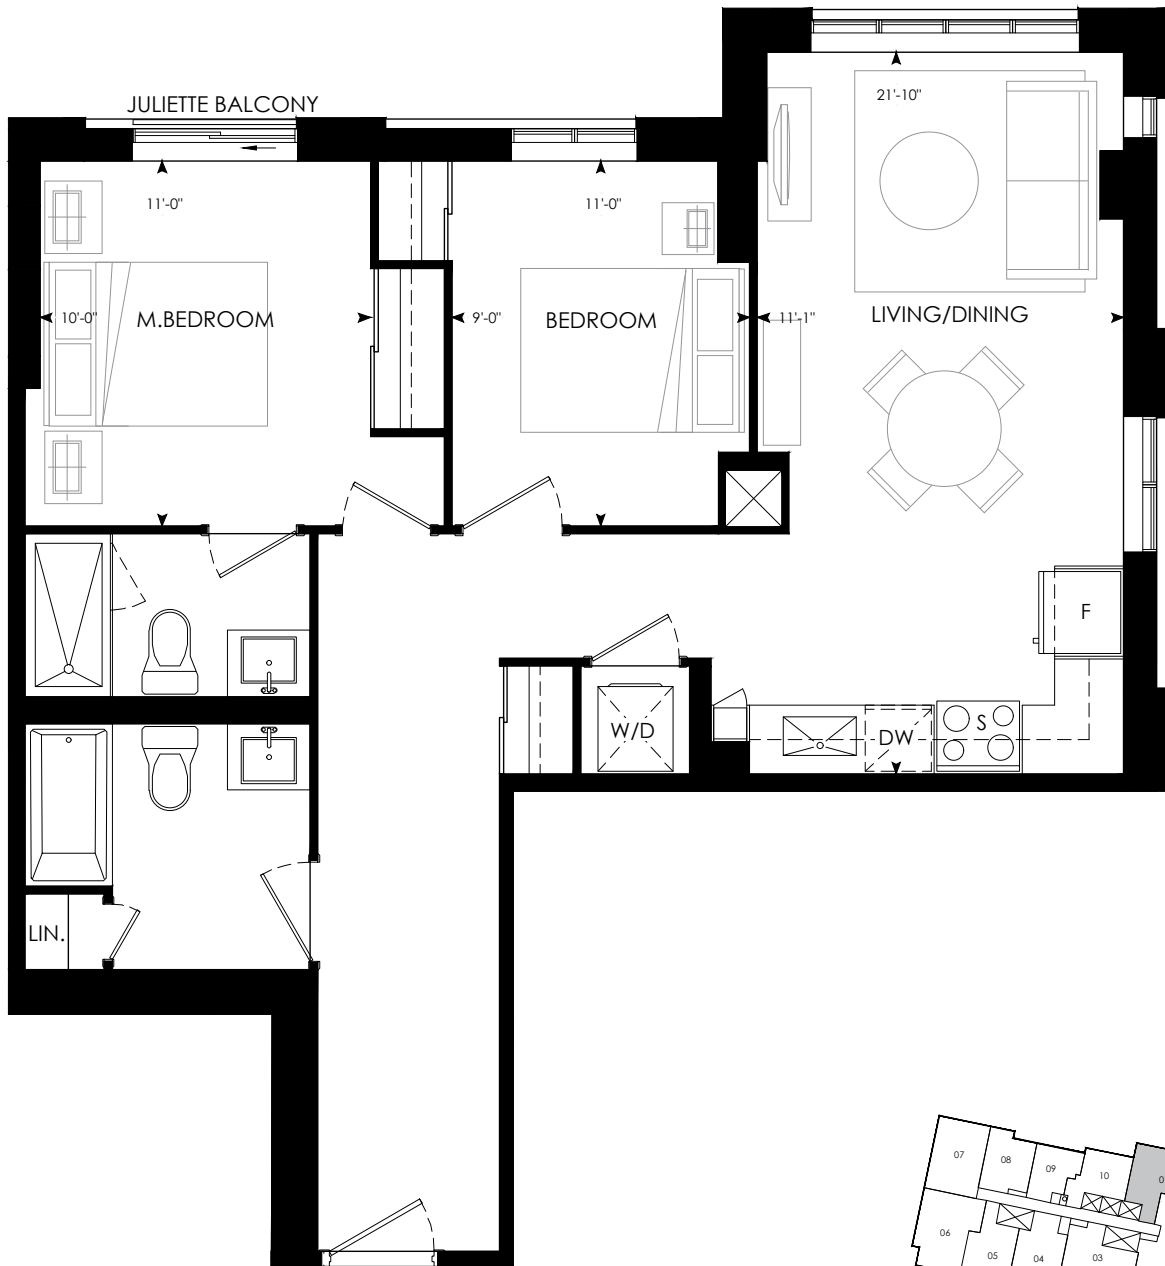 21'-10"
JULIETTE BALCONY
11'-0"
11'-0"
10'-0"
M.BEDROOM
9'-0"
BEDROOM
11'-1"
LIVING/DINING
F
W/D
DW
S
LIN.
07
08
09
10
06
05
04
03